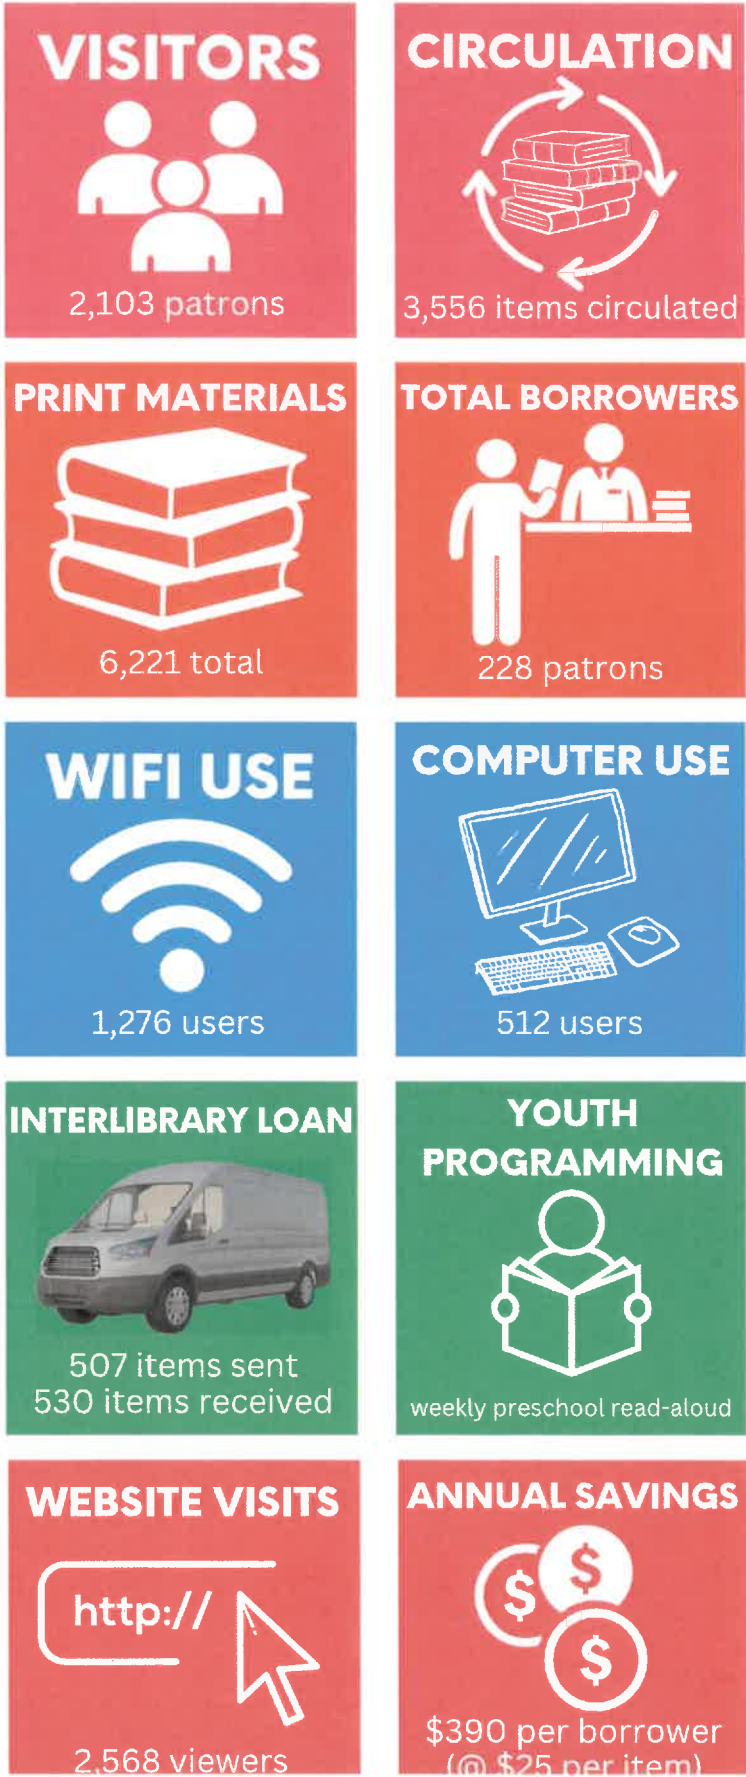 VISITORS
2,103 patrons
CIRCULATION
3,556 items circulated
PRINT MATERIALS
6,221 total
TOTAL BORROWERS
228 patrons
WIFI USE
1,276 users
COMPUTER USE
512 users
INTERLIBRARY LOAN
507 items sent
530 items received
YOUTH
PROGRAMMING
weekly preschool read-aloud
WEBSITE VISITS
http://
2,568 viewers
ANNUAL SAVINGS
$
$
$
$390 per borrower
(@ $25 per item)